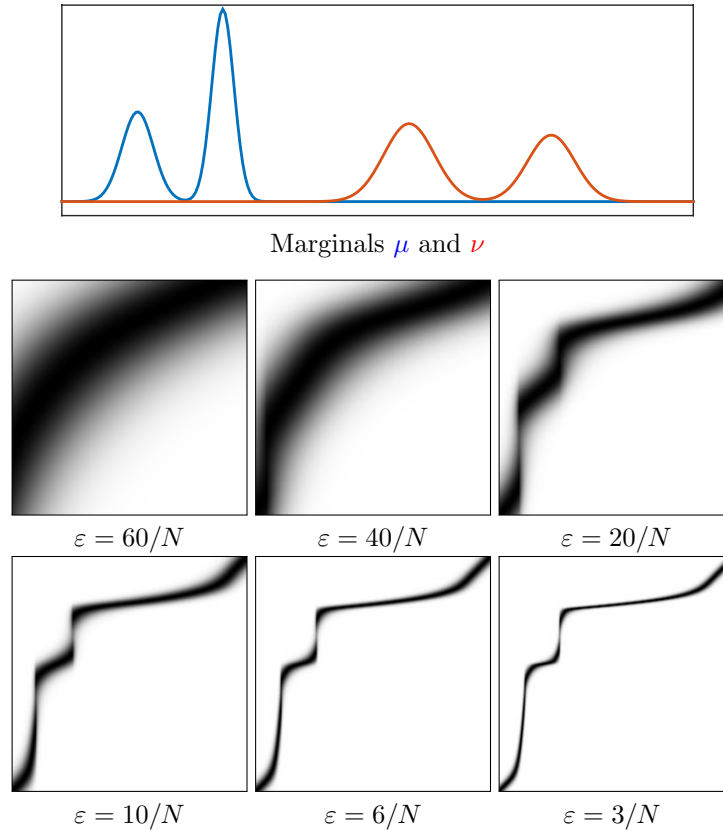 Marginals μ and ν
ε = 60/N ε = 40/N ε = 20/N
ε = 10/N ε = 6/N ε = 3/N